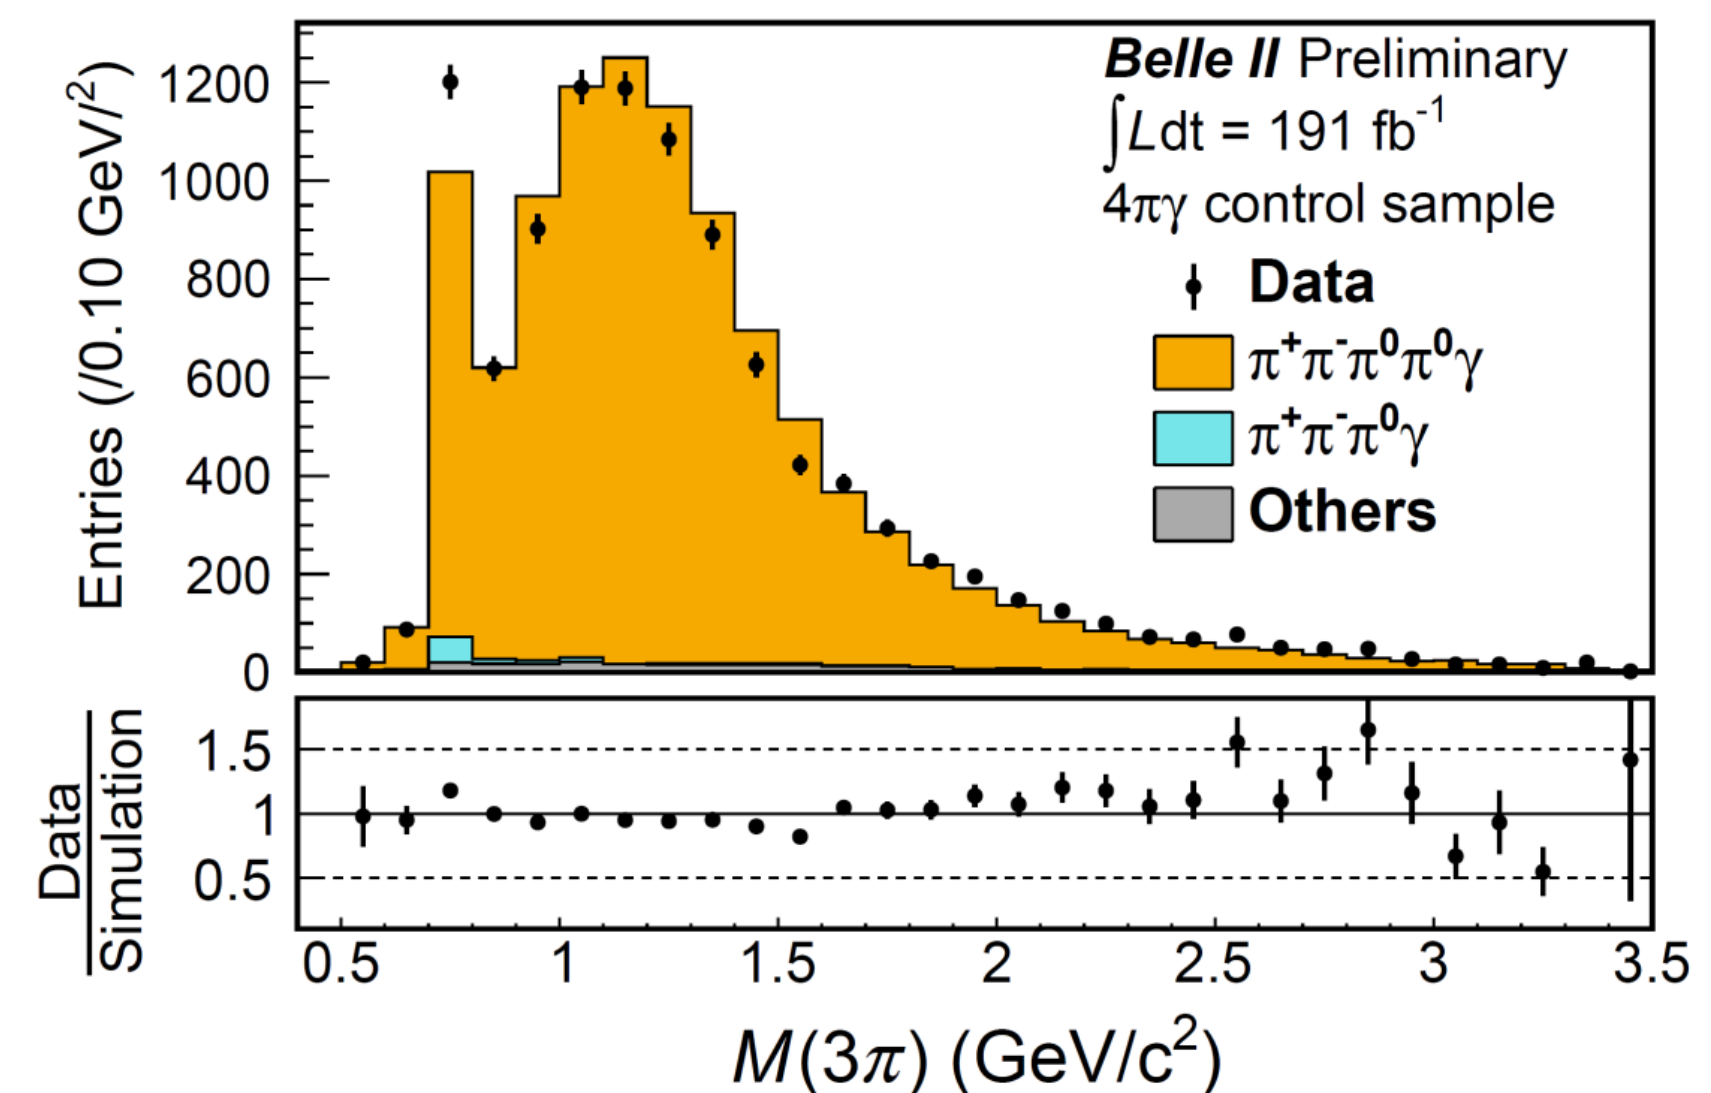 Belle II Preliminary
∫Ldt = 191 fb⁻¹
4πγ control sample
Data
π⁺π⁻π⁰π⁰γ
π⁺π⁻π⁰γ
Others
Entries (/0.10 GeV/²)
1200
1000
800
600
400
200
0
Data
Simulation
1.5
1
0.5
0.5 1 1.5 2 2.5 3 3.5
M(3π) (GeV/c²)